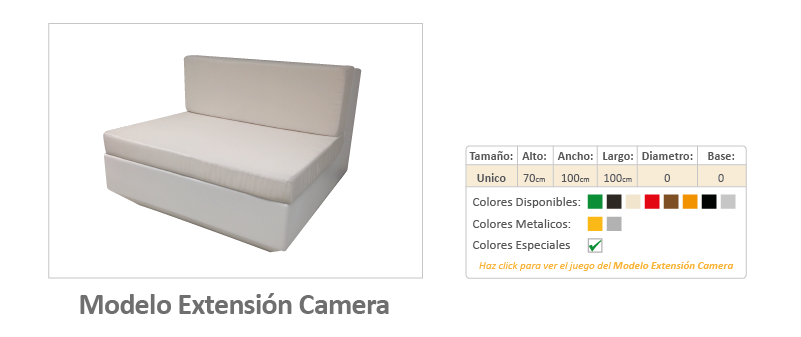 Modelo Extensión Camera
Tamaño: Alto: Ancho: Largo: Diametro: Base:
Unico 70cm 100cm 100cm 0 0
Colores Disponibles:
Colores Metalicos:
Colores Especiales
Haz click para ver el juego del Modelo Extensión Camera